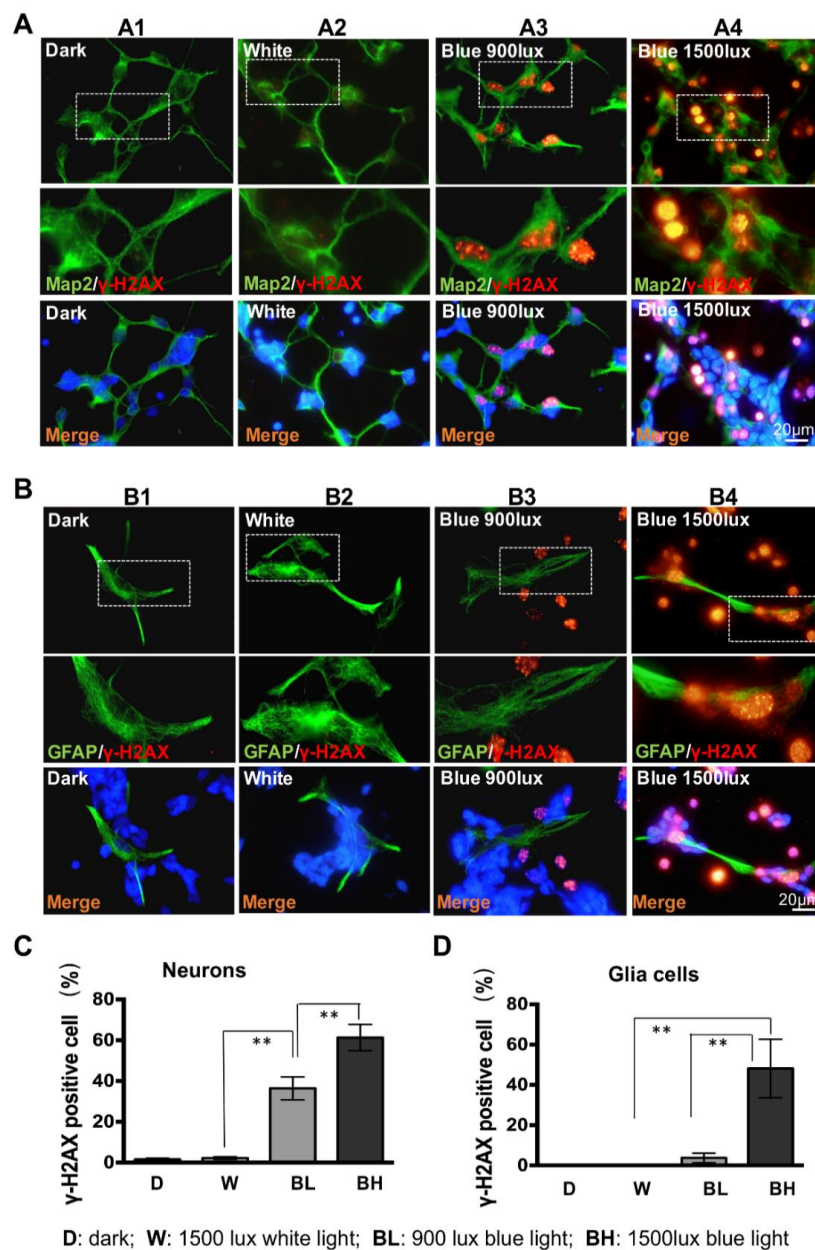 A
A1 A2 A3 A4
Dark White Blue 900lux Blue 1500lux
Map2/γ-H2AX Map2/γ-H2AX Map2/γ-H2AX Map2/γ-H2AX
Dark White Blue 900lux Blue 1500lux
Merge Merge Merge Merge 20μm
B
B1 B2 B3 B4
Dark White Blue 900lux Blue 1500lux
GFAP/γ-H2AX GFAP/γ-H2AX GFAP/γ-H2AX GFAP/γ-H2AX
Dark White Blue 900lux Blue 1500lux
Merge Merge Merge Merge 20μm
C
Neurons
γ-H2AX positive cell (%)
80
60
40
20
0
** **
D W BL BH
D
Glia cells
γ-H2AX positive cell (%)
80
60
40
20
0
**
**
D W BL BH
D: dark; W: 1500 lux white light; BL: 900 lux blue light; BH: 1500lux blue light